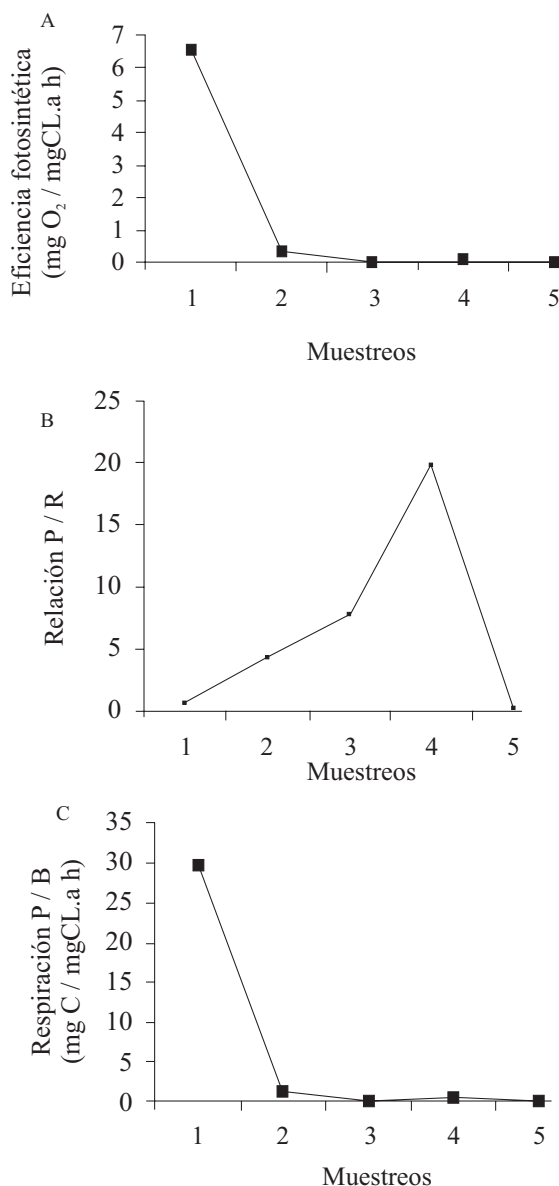 A
Eficiencia fotosintética
(mg O₂ / mgCL.a h)
7
6
5
4
3
2
1
0
1 2 3 4 5
Muestreos
B
Relación P / R
25
20
15
10
5
0
1 2 3 4 5
Muestreos
C
Respiración P / B
(mg C / mgCL.a h)
35
30
25
20
15
10
5
0
1 2 3 4 5
Muestreos